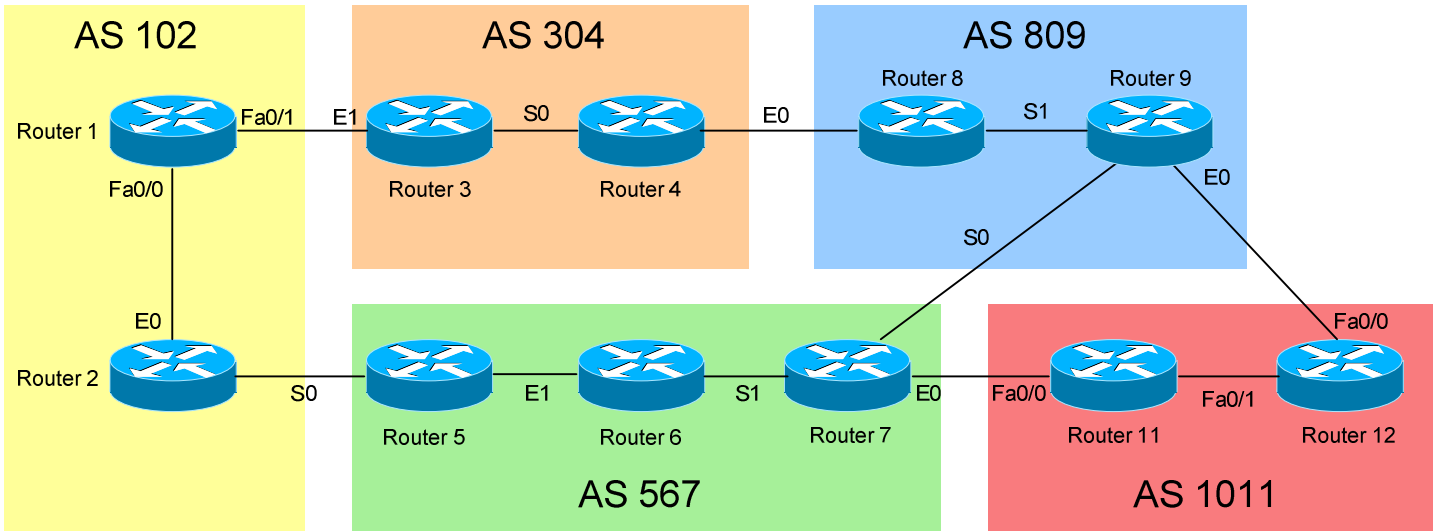 AS 102
AS 304
AS 809
Router 8
Router 9
Router 1
Fa0/1
E1
S0
E0
S1
Fa0/0
Router 3
Router 4
E0
S0
E0
Fa0/0
Router 2
S0
E1
S1
E0
Fa0/0
Fa0/1
Router 5
Router 6
Router 7
Router 11
Router 12
AS 567
AS 1011